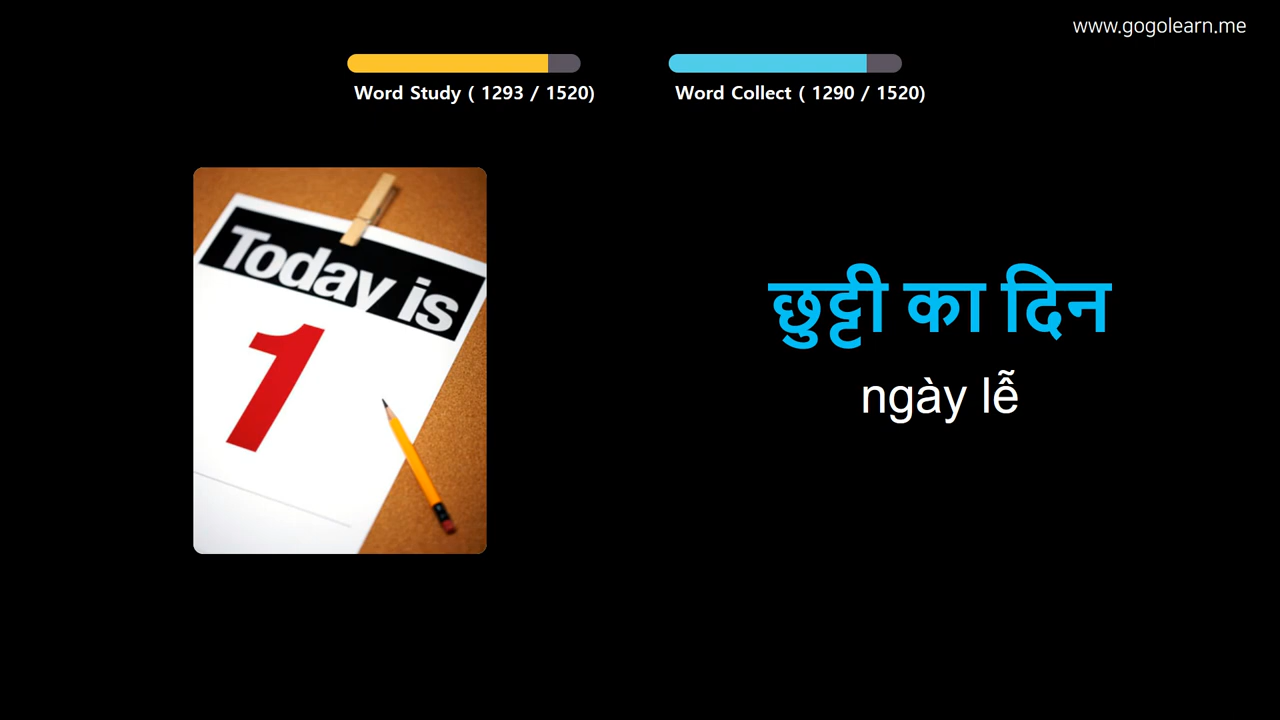 www.gogolearn.me
Word Study ( 1293 / 1520)
Word Collect ( 1290 / 1520)
Today is
1
छुट्टी का दिन
ngày lễ